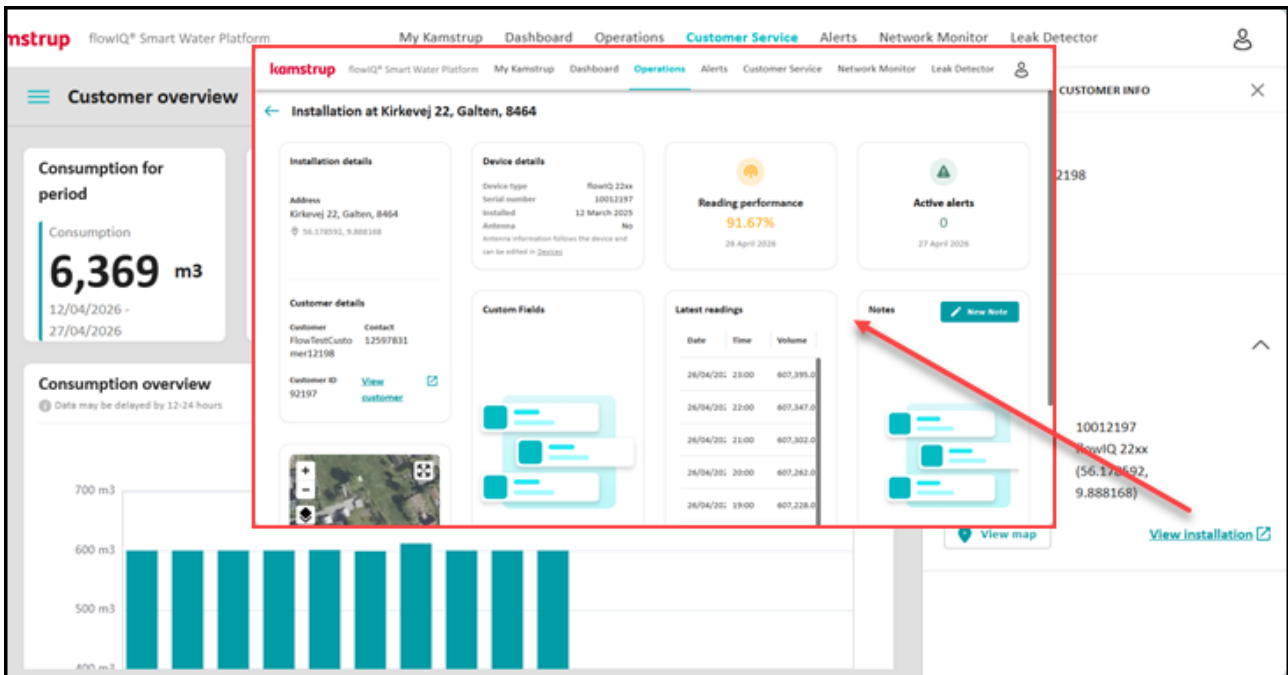 mstrup flowIQ® Smart Water Platform My Kamstrup Dashboard Operations Customer Service Alerts Network Monitor Leak Detector
Customer overview
CUSTOMER INFO
2198
Consumption for
period
Consumption
6,369 m3
12/04/2026 -
27/04/2026
Consumption overview
Data may be delayed by 12-24 hours
700 m3
600 m3
500 m3
400 m3
10012197
flowIQ 22xx
(56.178592,
9.888168)
View map
View installation
kamstrup flowIQ® Smart Water Platform My Kamstrup Dashboard Operations Alerts Customer Service Network Monitor Leak Detector
Installation at Kirkevej 22, Galten, 8464
Installation details
Address
Kirkevej 22, Galten, 8464
56.178592, 9.888168
Customer details
Customer Contact
FlowTestCusto 12597831
mer12198
Customer ID View
92197 customer
+
−
Device details
Device type flowIQ 22xx
Serial number 10012197
Installed 12 March 2025
Antenna No
Antenna information follows the device and
can be edited in Devices
Reading performance
91.67%
26 April 2026
Active alerts
0
27 April 2026
Custom Fields
Latest readings
Date Time Volume
26/04/202 23:00 607,395.0
26/04/202 22:00 607,347.0
26/04/202 21:00 607,302.0
26/04/202 20:00 607,262.0
26/04/202 19:00 607,228.0
Notes
New Note